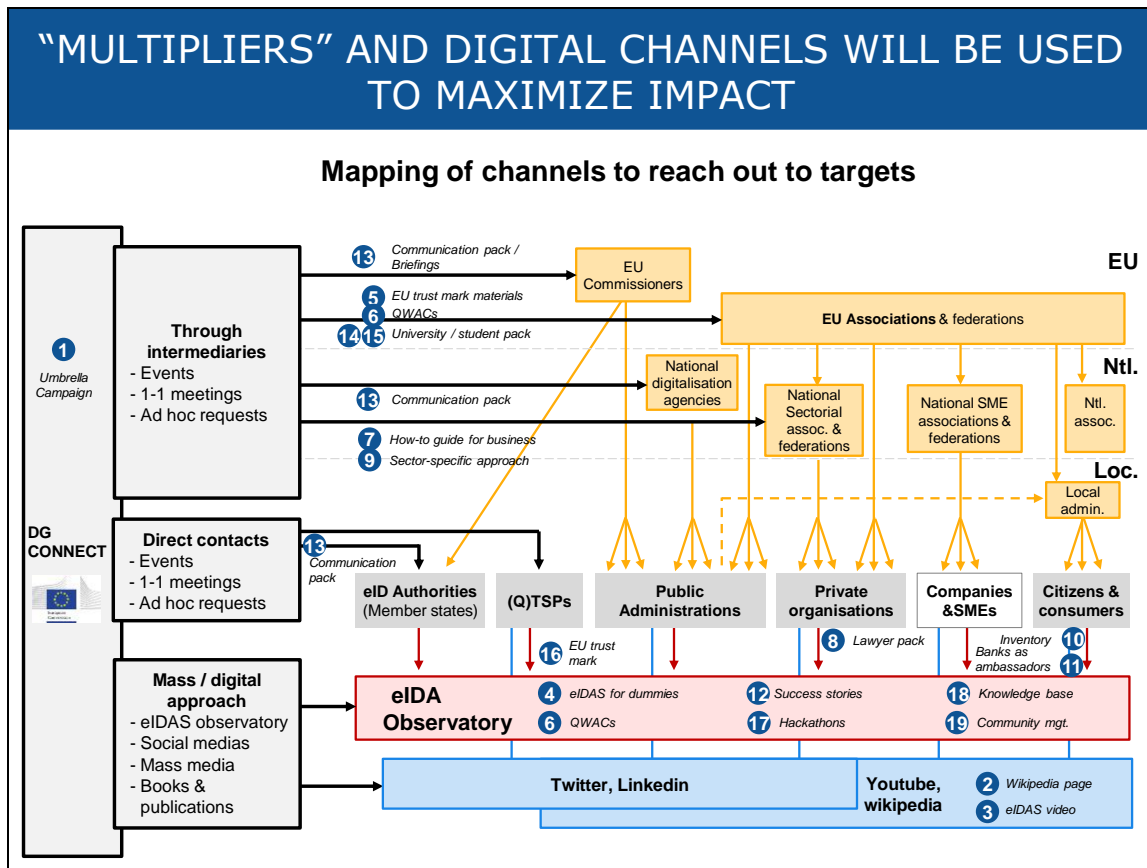 “MULTIPLIERS” AND DIGITAL CHANNELS WILL BE USED
TO MAXIMIZE IMPACT
Mapping of channels to reach out to targets
EU
Ntl.
Loc.
1
Umbrella
Campaign
DG
CONNECT
European
Commission
Through
intermediaries
- Events
- 1-1 meetings
- Ad hoc requests
13
Communication pack /
Briefings
5
EU trust mark materials
6
QWACs
14 15
University / student pack
13
Communication pack
7
How-to guide for business
9
Sector-specific approach
EU
Commissioners
EU Associations & federations
National
digitalisation
agencies
National
Sectorial
assoc. &
federations
National SME
associations &
federations
Ntl.
assoc.
Local
admin.
Direct contacts
- Events
- 1-1 meetings
- Ad hoc requests
13
Communication
pack
eID Authorities
(Member states)
(Q)TSPs
Public
Administrations
Private
organisations
Companies
&SMEs
Citizens &
consumers
16
EU trust
mark
8
Lawyer pack
Inventory
10
Banks as
ambassadors
11
Mass / digital
approach
- eIDAS observatory
- Social medias
- Mass media
- Books &
publications
eIDA
Observatory
4
eIDAS for dummies
6
QWACs
12
Success stories
17
Hackathons
18
Knowledge base
19
Community mgt.
Twitter, Linkedin
Youtube,
wikipedia
2
Wikipedia page
3
eIDAS video